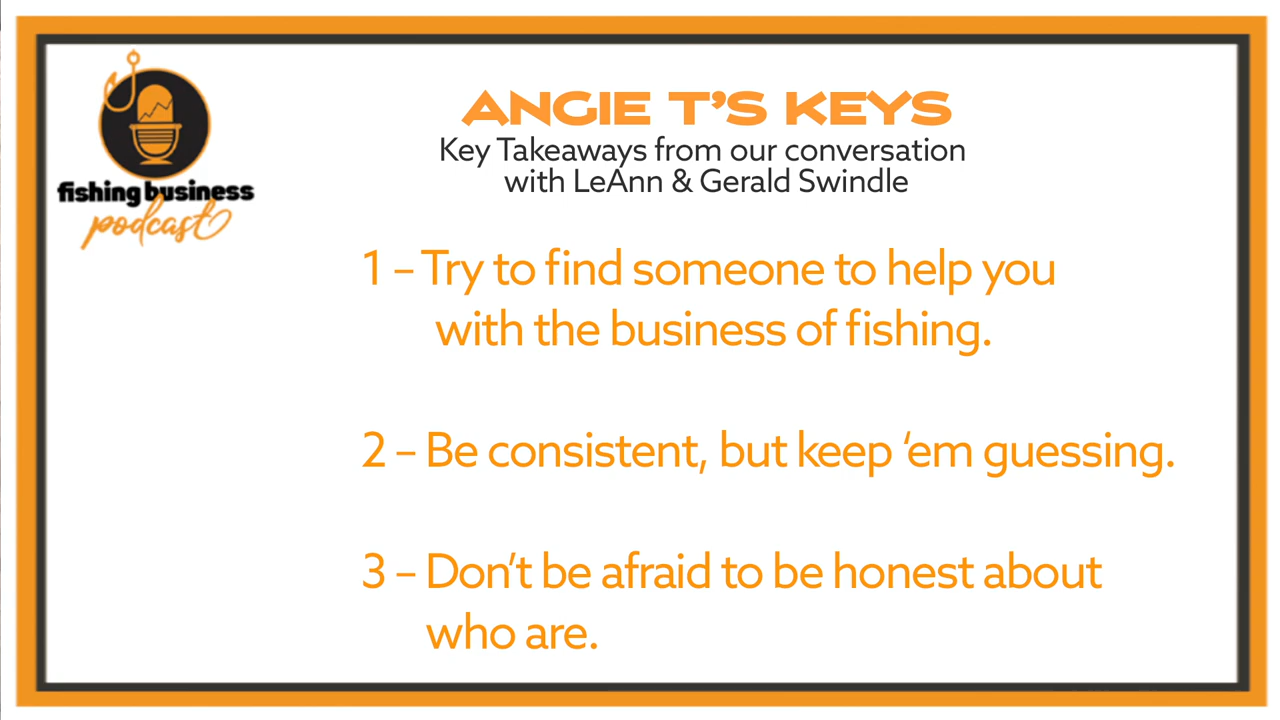 fishing business
podcast
ANGIE T’S KEYS
Key Takeaways from our conversation
with LeAnn & Gerald Swindle
1 – Try to find someone to help you
with the business of fishing.
2 – Be consistent, but keep ‘em guessing.
3 – Don’t be afraid to be honest about
who are.